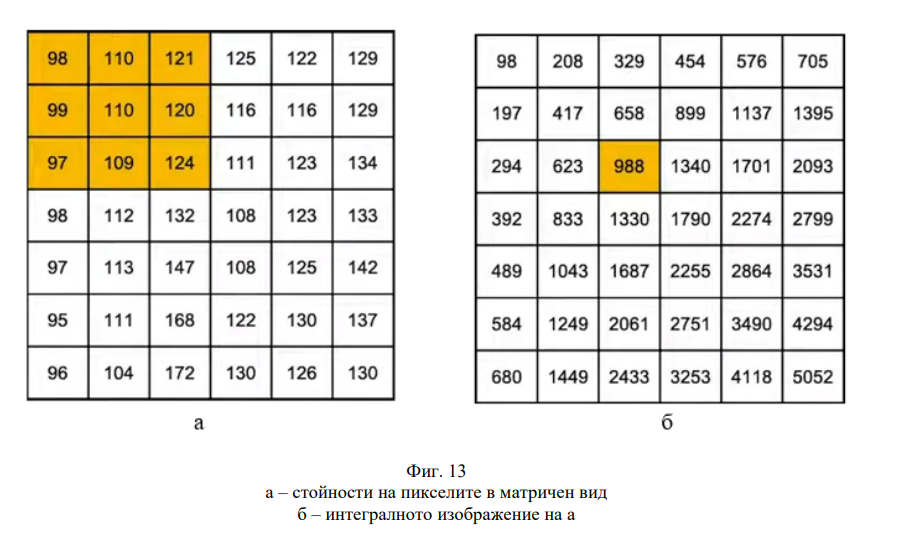 98 110 121 125 122 129
99 110 120 116 116 129
97 109 124 111 123 134
98 112 132 108 123 133
97 113 147 108 125 142
95 111 168 122 130 137
96 104 172 130 126 130
а
98 208 329 454 576 705
197 417 658 899 1137 1395
294 623 988 1340 1701 2093
392 833 1330 1790 2274 2799
489 1043 1687 2255 2864 3531
584 1249 2061 2751 3490 4294
680 1449 2433 3253 4118 5052
б
Фиг. 13
а – стойности на пикселите в матричен вид
б – интегралното изображение на а